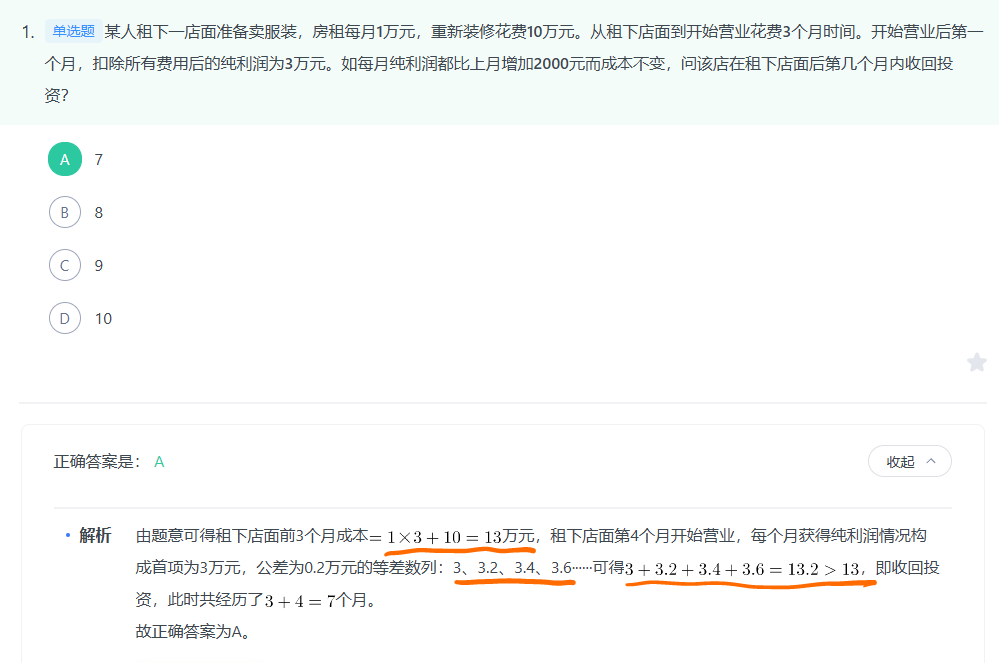 1. 单选题 某人租下一店面准备卖服装，房租每月1万元，重新装修花费10万元。从租下店面到开始营业花费3个月时间。开始营业后第一
个月，扣除所有费用后的纯利润为3万元。如每月纯利润都比上月增加2000元而成本不变，问该店在租下店面后第几个月内收回投
资？
A 7
B 8
C 9
D 10
正确答案是： A
收起
· 解析 由题意可得租下店面前3个月成本= 1×3 + 10 = 13万元，租下店面第4个月开始营业，每个月获得纯利润情况构
成首项为3万元，公差为0.2万元的等差数列：3、3.2、3.4、3.6……可得3 + 3.2 + 3.4 + 3.6 = 13.2 > 13，即收回投
资，此时共经历了3 + 4 = 7个月。
故正确答案为A。